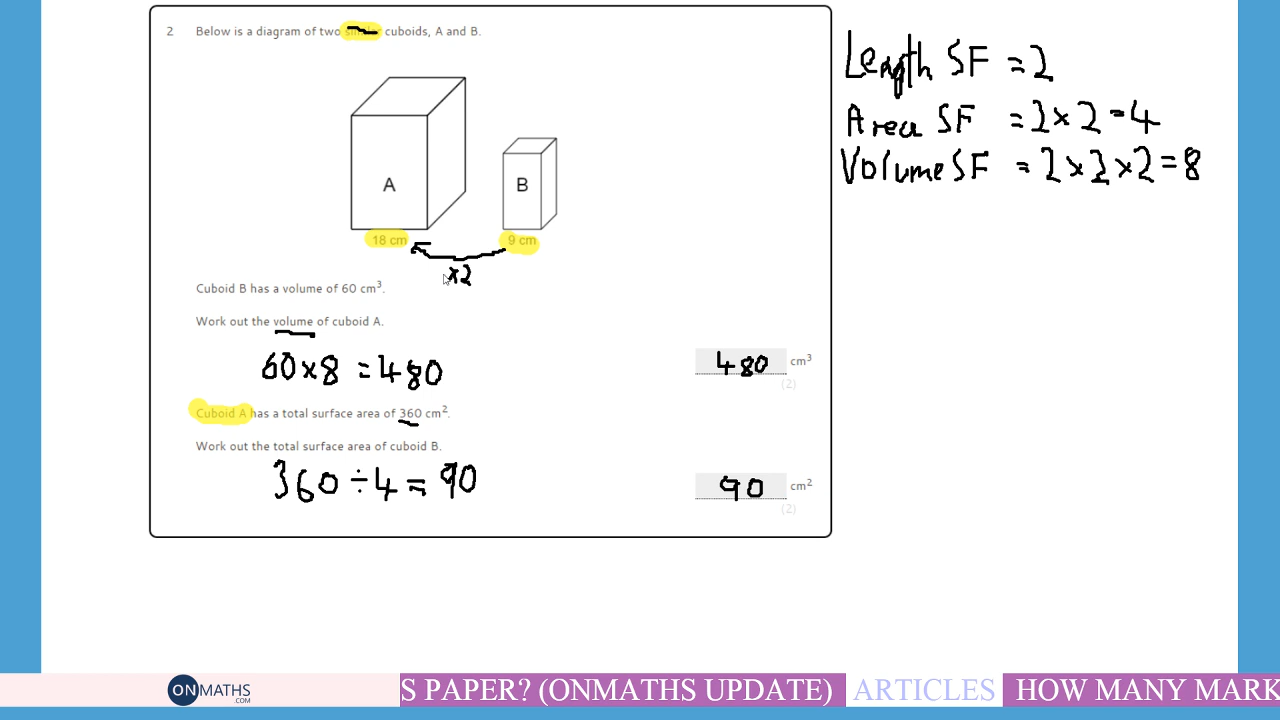 2 Below is a diagram of two similar cuboids, A and B.
A
B
18 cm
9 cm
×2
Cuboid B has a volume of 60 cm³.
Work out the volume of cuboid A.
60×8 = 480
480 cm³
(2)
Cuboid A has a total surface area of 360 cm².
Work out the total surface area of cuboid B.
360 ÷ 4 = 90
90 cm²
(2)
Length SF = 2
Area SF = 2 × 2 = 4
Volume SF = 2 × 2 × 2 = 8
ONMATHS
.COM
S PAPER? (ONMATHS UPDATE) ARTICLES HOW MANY MARK